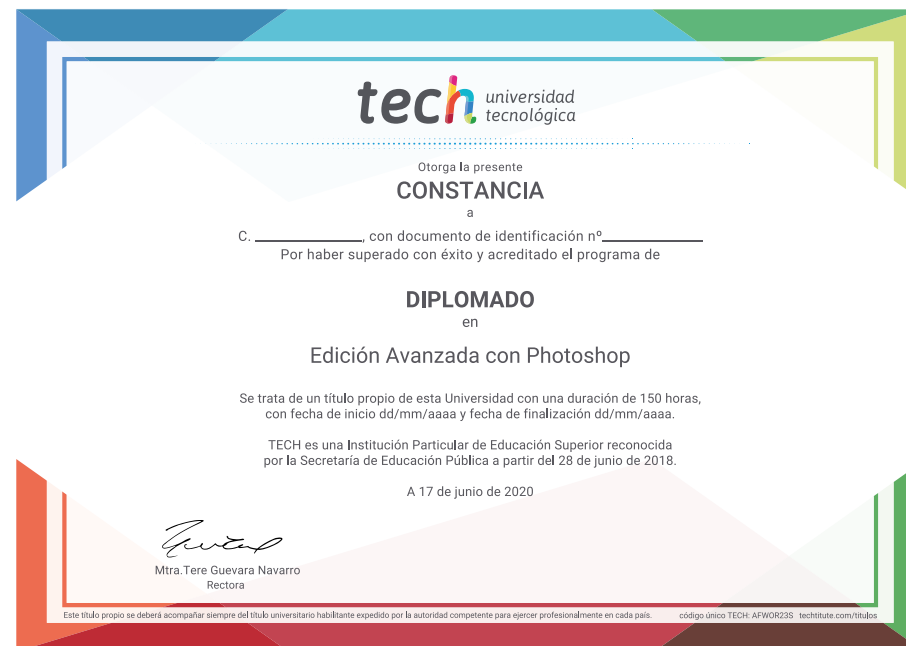 tech universidad
tecnológica
Otorga la presente
CONSTANCIA
a
C. ______________, con documento de identificación nº_____________
Por haber superado con éxito y acreditado el programa de
DIPLOMADO
en
Edición Avanzada con Photoshop
Se trata de un título propio de esta Universidad con una duración de 150 horas,
con fecha de inicio dd/mm/aaaa y fecha de finalización dd/mm/aaaa.
TECH es una Institución Particular de Educación Superior reconocida
por la Secretaría de Educación Pública a partir del 28 de junio de 2018.
A 17 de junio de 2020
Mtra.Tere Guevara Navarro
Rectora
Este título propio se deberá acompañar siempre del título universitario habilitante expedido por la autoridad competente para ejercer profesionalmente en cada país. código único TECH: AFWOR23S techtitute.com/titulos